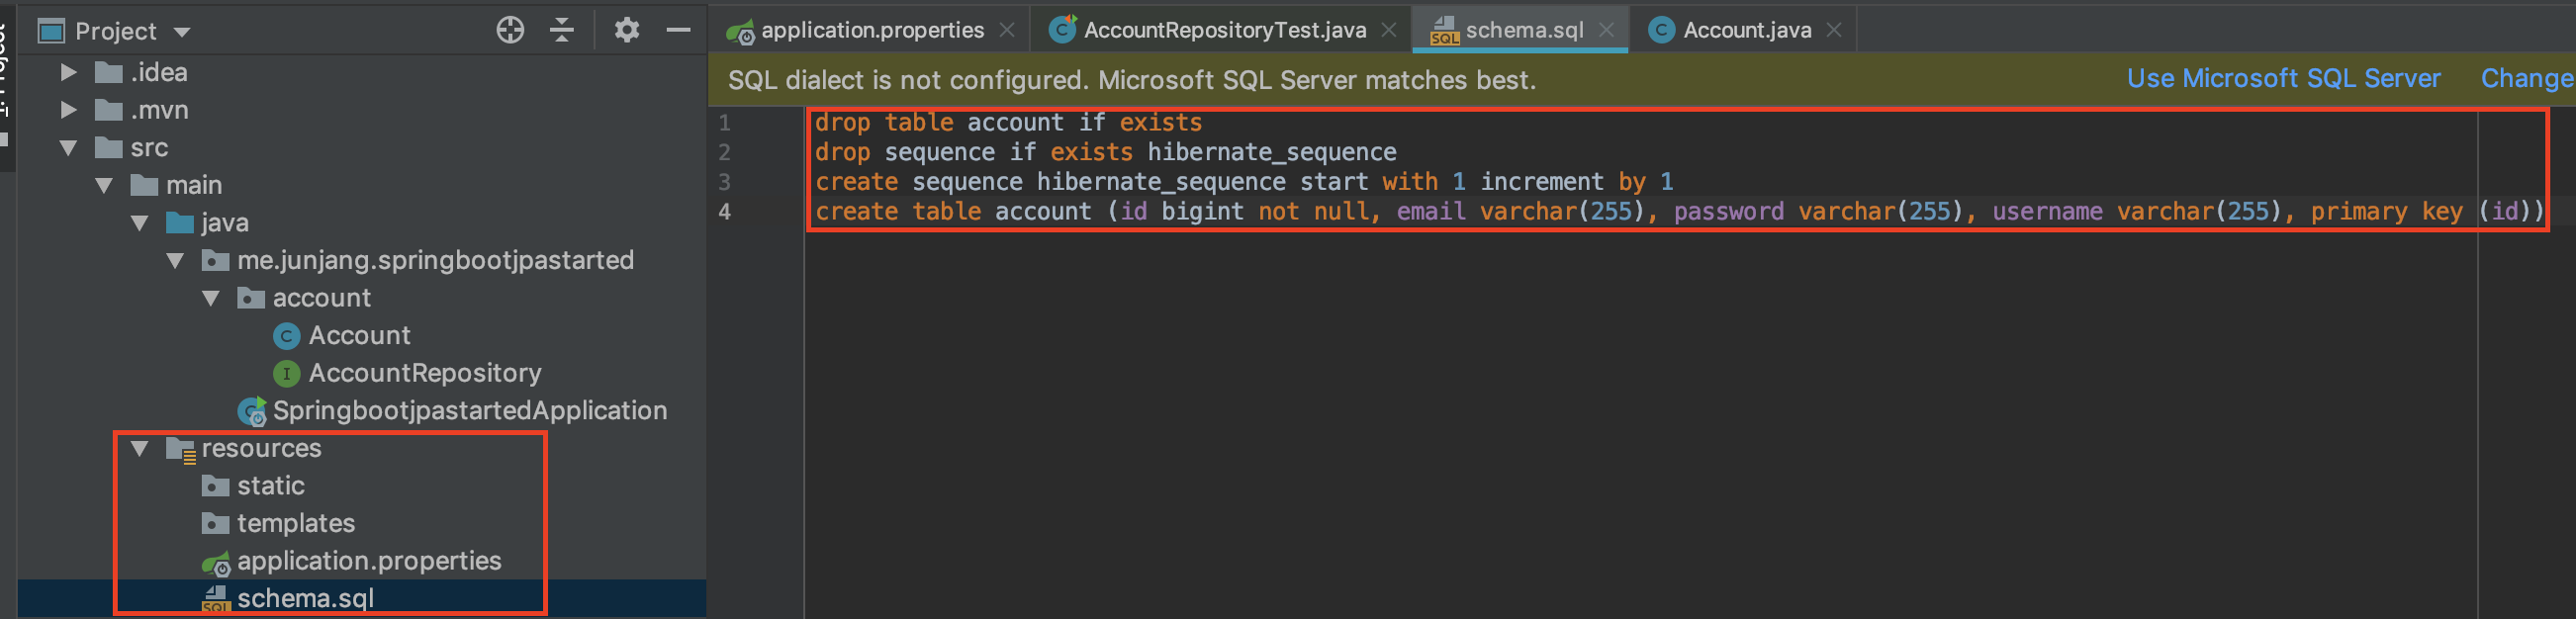 Project
.idea
.mvn
src
main
java
me.junjang.springbootjpastarted
account
Account
AccountRepository
SpringbootjpastartedApplication
resources
static
templates
application.properties
schema.sql
application.properties
AccountRepositoryTest.java
schema.sql
Account.java
SQL dialect is not configured. Microsoft SQL Server matches best.
Use Microsoft SQL Server
Change
1 drop table account if exists
2 drop sequence if exists hibernate_sequence
3 create sequence hibernate_sequence start with 1 increment by 1
4 create table account (id bigint not null, email varchar(255), password varchar(255), username varchar(255), primary key (id))